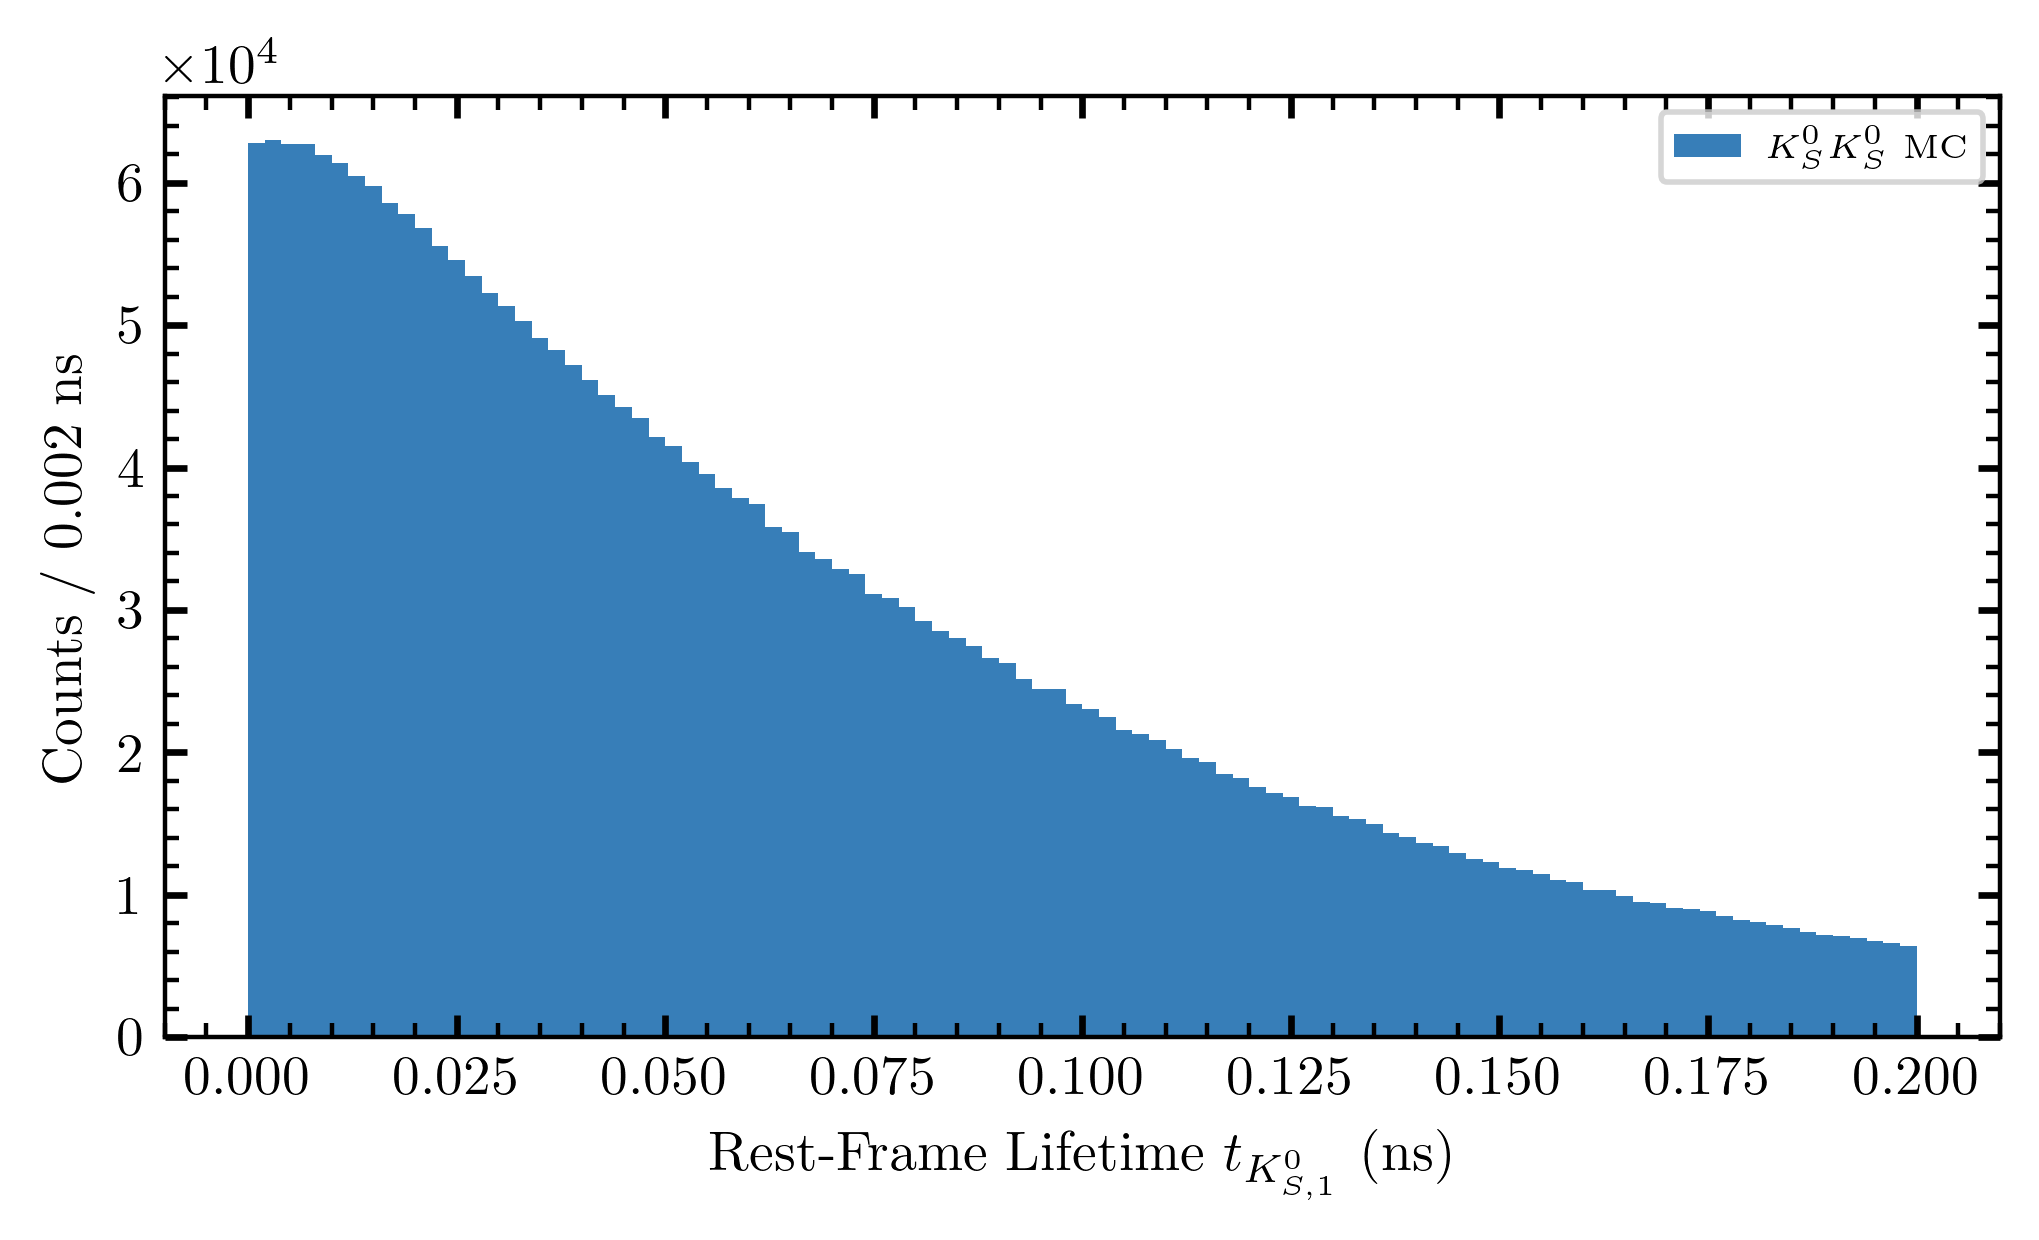 ×10⁴
K_S^0 K_S^0 MC
6
5
4
3
2
1
0
Counts / 0.002 ns
0.000 0.025 0.050 0.075 0.100 0.125 0.150 0.175 0.200
Rest-Frame Lifetime t_{K_{S,1}^0} (ns)